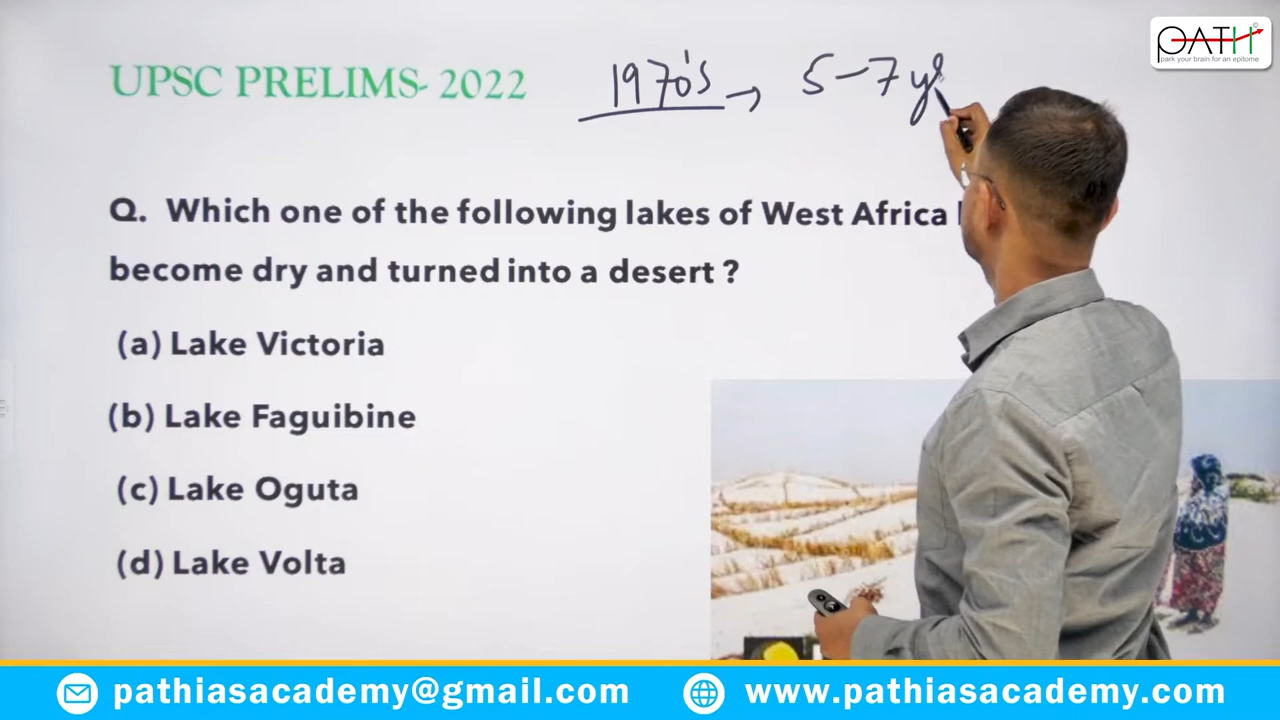 PATH
park your brain for an epitome
UPSC PRELIMS- 2022
1970's → 5-7 y
Q. Which one of the following lakes of West Africa
become dry and turned into a desert ?
(a) Lake Victoria
(b) Lake Faguibine
(c) Lake Oguta
(d) Lake Volta
pathiasacademy@gmail.com
www.pathiasacademy.com